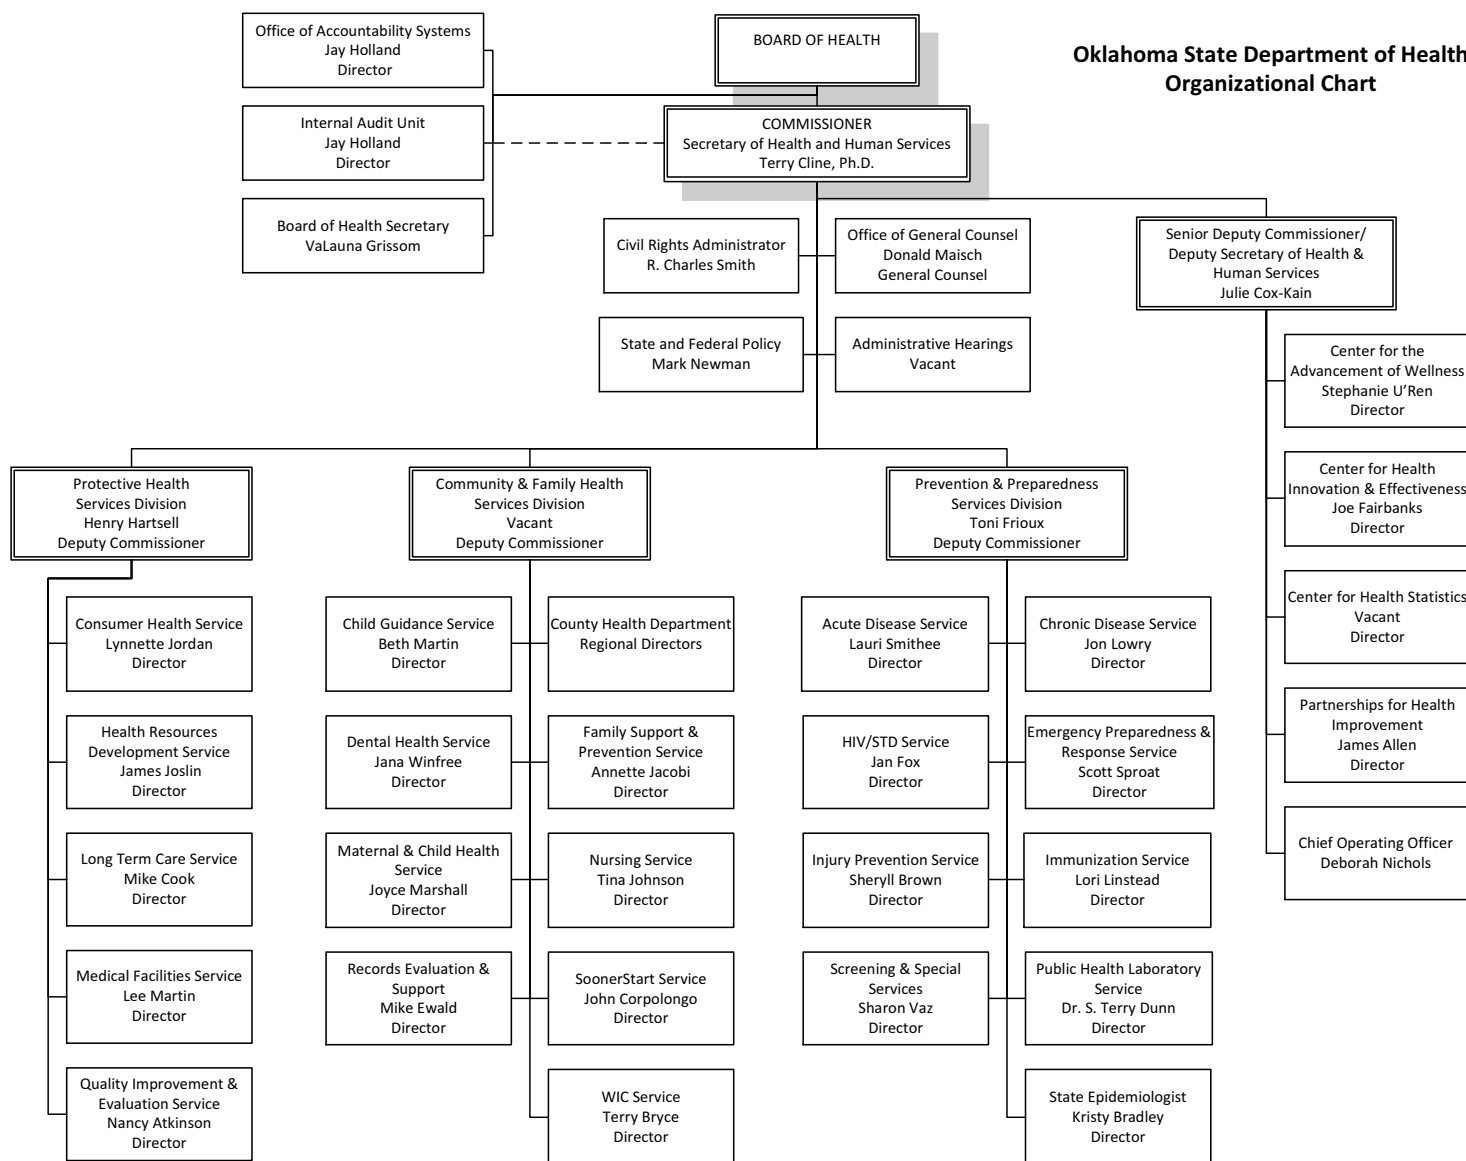 Oklahoma State Department of Health
Organizational Chart
BOARD OF HEALTH
Office of Accountability Systems
Jay Holland
Director
Internal Audit Unit
Jay Holland
Director
Board of Health Secretary
VaLauna Grissom
COMMISSIONER
Secretary of Health and Human Services
Terry Cline, Ph.D.
Civil Rights Administrator
R. Charles Smith
Office of General Counsel
Donald Maisch
General Counsel
State and Federal Policy
Mark Newman
Administrative Hearings
Vacant
Senior Deputy Commissioner/
Deputy Secretary of Health &
Human Services
Julie Cox-Kain
Center for the
Advancement of Wellness
Stephanie U’Ren
Director
Center for Health
Innovation & Effectiveness
Joe Fairbanks
Director
Center for Health Statistics
Vacant
Director
Partnerships for Health
Improvement
James Allen
Director
Chief Operating Officer
Deborah Nichols
Protective Health
Services Division
Henry Hartsell
Deputy Commissioner
Consumer Health Service
Lynnette Jordan
Director
Health Resources
Development Service
James Joslin
Director
Long Term Care Service
Mike Cook
Director
Medical Facilities Service
Lee Martin
Director
Quality Improvement &
Evaluation Service
Nancy Atkinson
Director
Community & Family Health
Services Division
Vacant
Deputy Commissioner
Child Guidance Service
Beth Martin
Director
County Health Department
Regional Directors
Dental Health Service
Jana Winfree
Director
Family Support &
Prevention Service
Annette Jacobi
Director
Maternal & Child Health
Service
Joyce Marshall
Director
Nursing Service
Tina Johnson
Director
Records Evaluation &
Support
Mike Ewald
Director
SoonerStart Service
John Corpolongo
Director
WIC Service
Terry Bryce
Director
Prevention & Preparedness
Services Division
Toni Frioux
Deputy Commissioner
Acute Disease Service
Lauri Smithee
Director
Chronic Disease Service
Jon Lowry
Director
HIV/STD Service
Jan Fox
Director
Emergency Preparedness &
Response Service
Scott Sproat
Director
Injury Prevention Service
Sheryll Brown
Director
Immunization Service
Lori Linstead
Director
Screening & Special
Services
Sharon Vaz
Director
Public Health Laboratory
Service
Dr. S. Terry Dunn
Director
State Epidemiologist
Kristy Bradley
Director